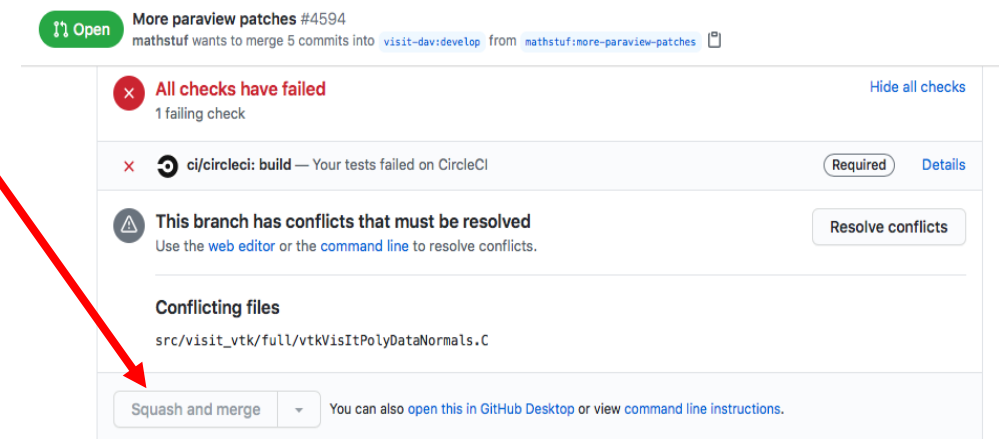 Open
More paraview patches #4594
mathstuf wants to merge 5 commits into visit-dav:develop from mathstuf:more-paraview-patches
All checks have failed
Hide all checks
1 failing check
ci/circleci: build — Your tests failed on CircleCI
Required
Details
This branch has conflicts that must be resolved
Use the web editor or the command line to resolve conflicts.
Resolve conflicts
Conflicting files
src/visit_vtk/full/vtkVisItPolyDataNormals.C
Squash and merge
You can also open this in GitHub Desktop or view command line instructions.